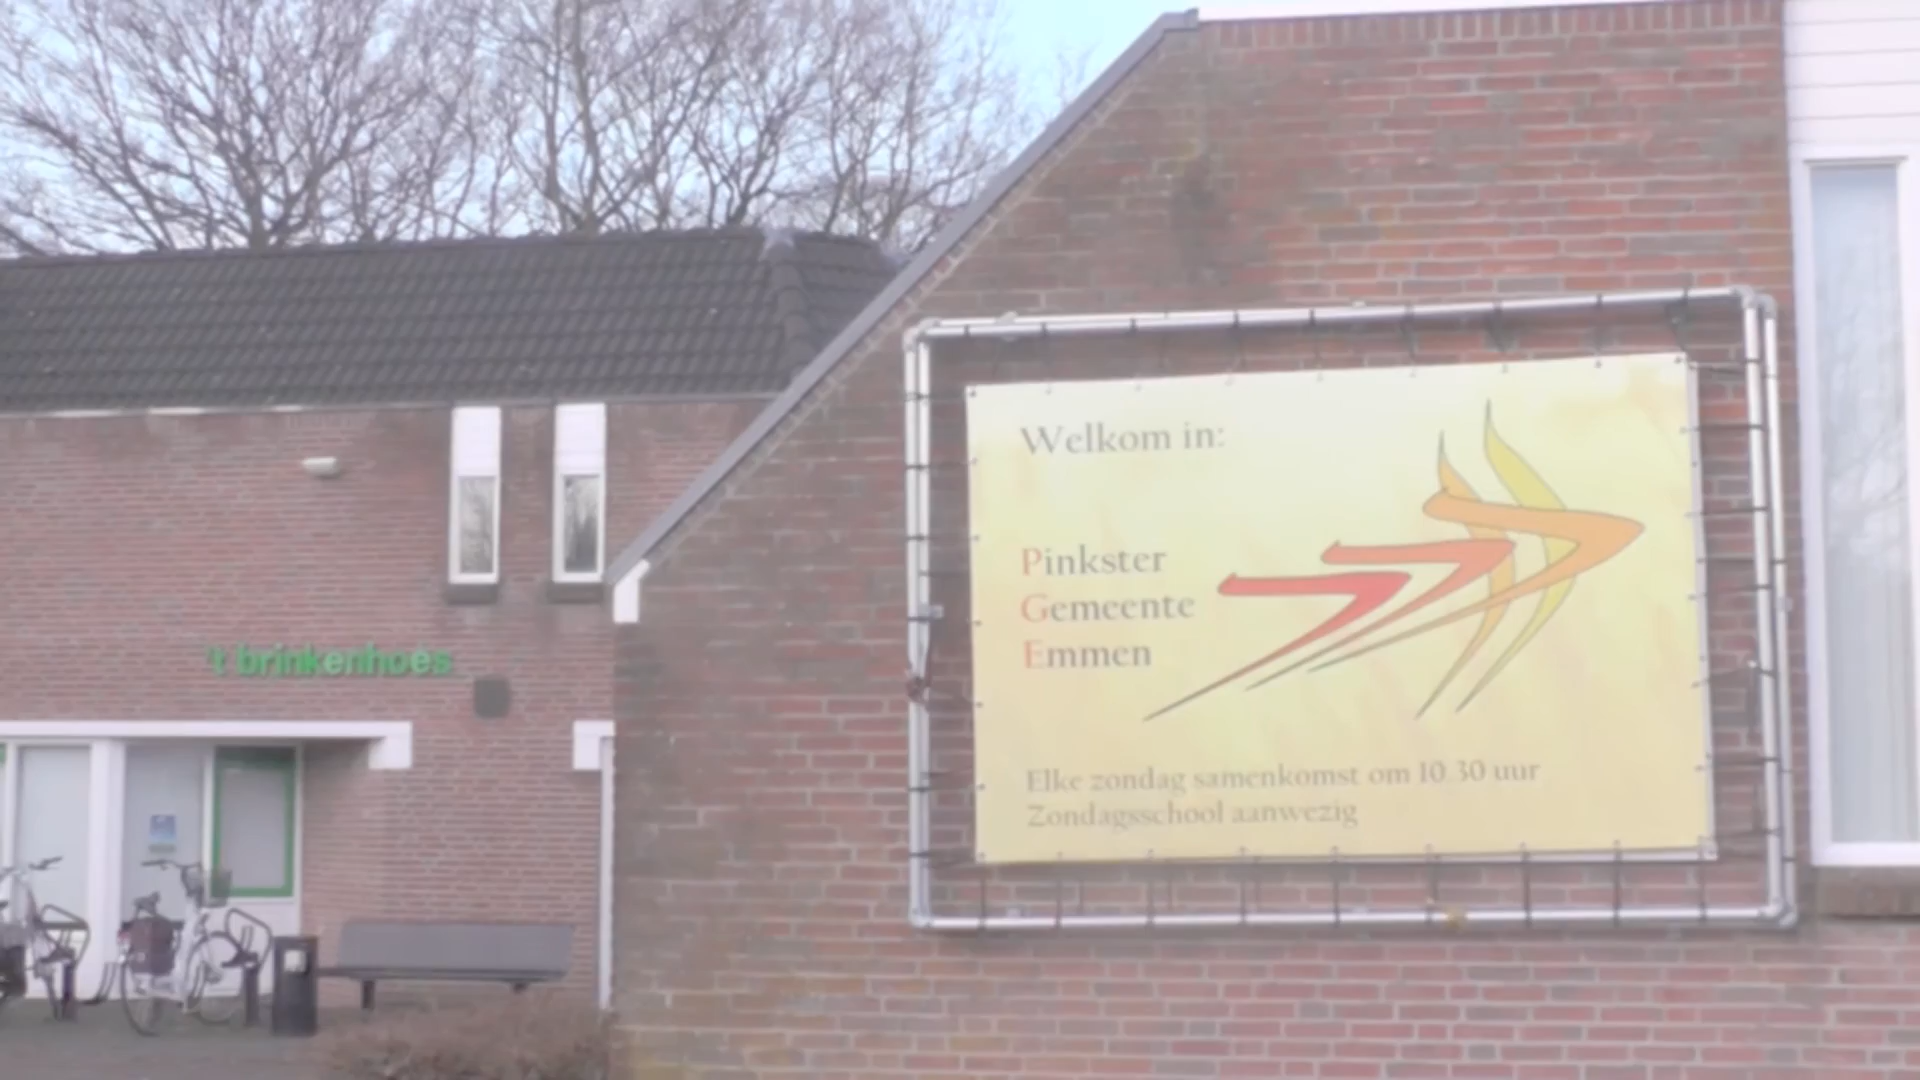 't brinkenhoes
Welkom in:
Pinkster
Gemeente
Emmen
Elke zondag samenkomst om 10 30 uur
Zondagsschool aanwezig